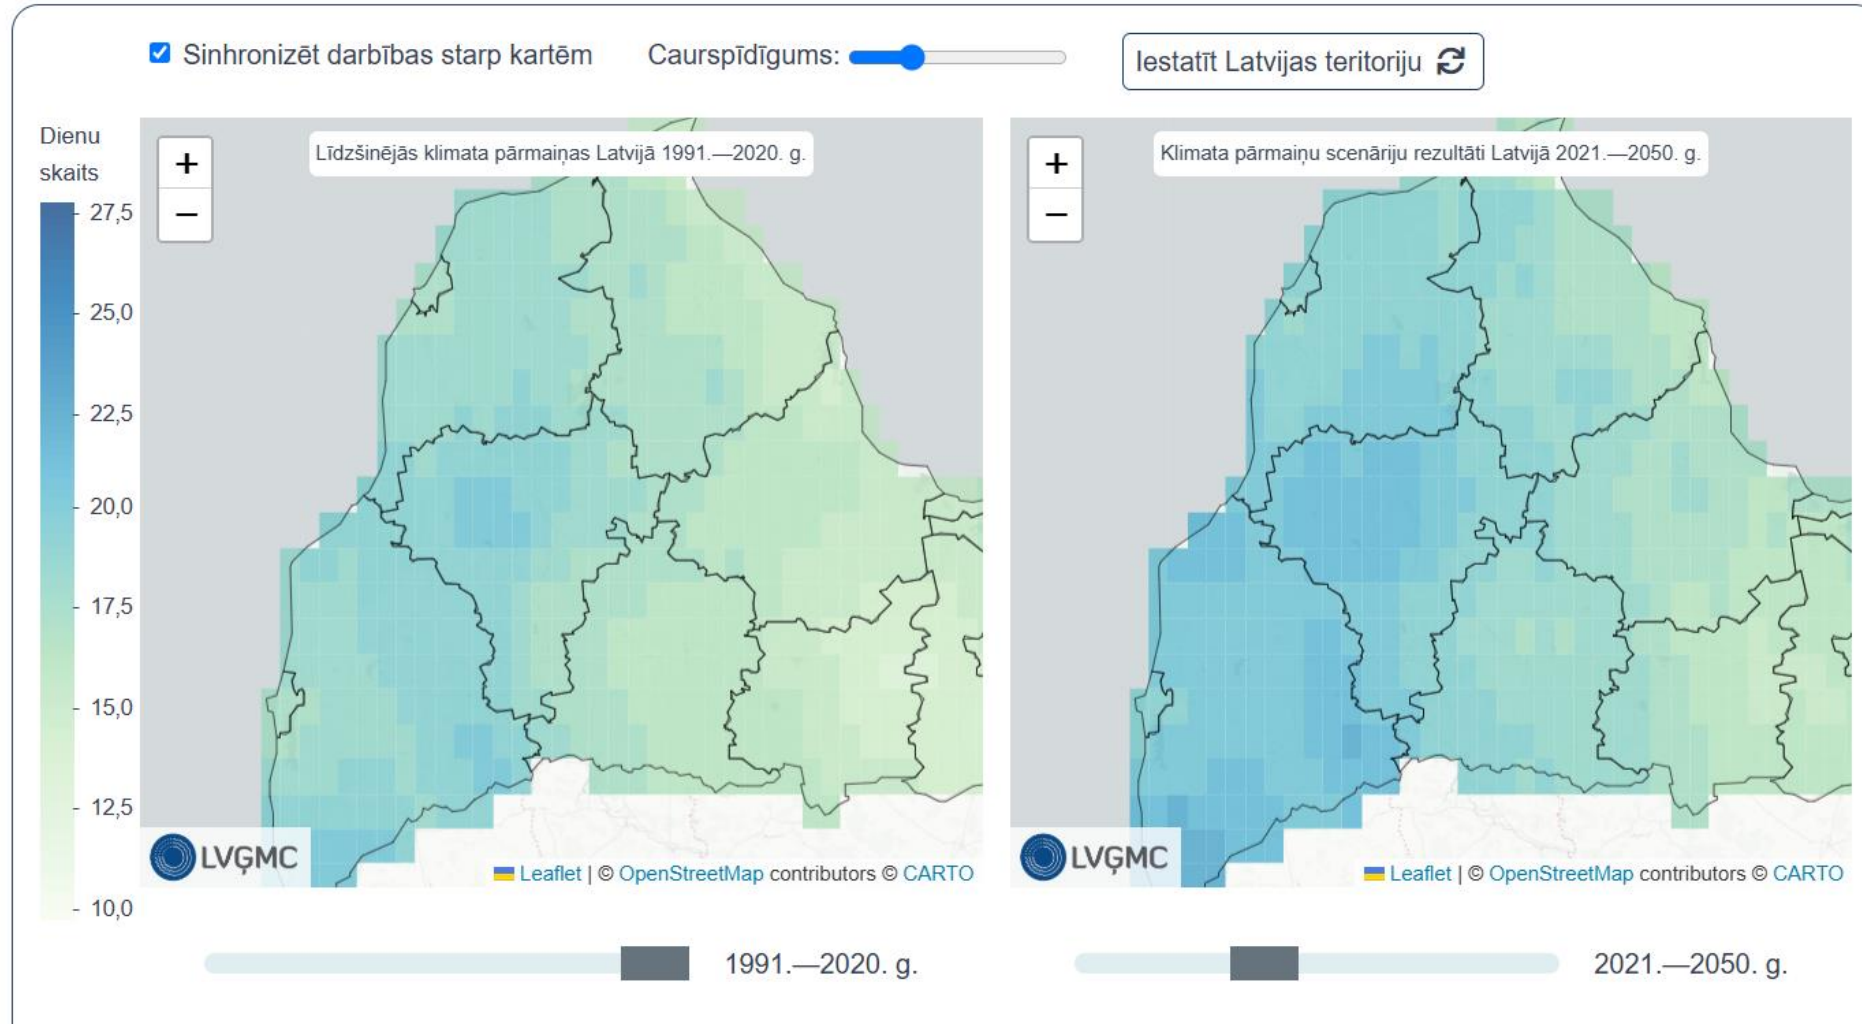 Sinhronizēt darbības starp kartēm
Caurspīdīgums:
Iestatīt Latvijas teritoriju
Dienu
skaits
27,5
25,0
22,5
20,0
17,5
15,0
12,5
10,0
+
−
Līdzšinējās klimata pārmaiņas Latvijā 1991.—2020. g.
LVĢMC
Leaflet | © OpenStreetMap contributors © CARTO
1991.—2020. g.
+
−
Klimata pārmaiņu scenāriju rezultāti Latvijā 2021.—2050. g.
LVĢMC
Leaflet | © OpenStreetMap contributors © CARTO
2021.—2050. g.